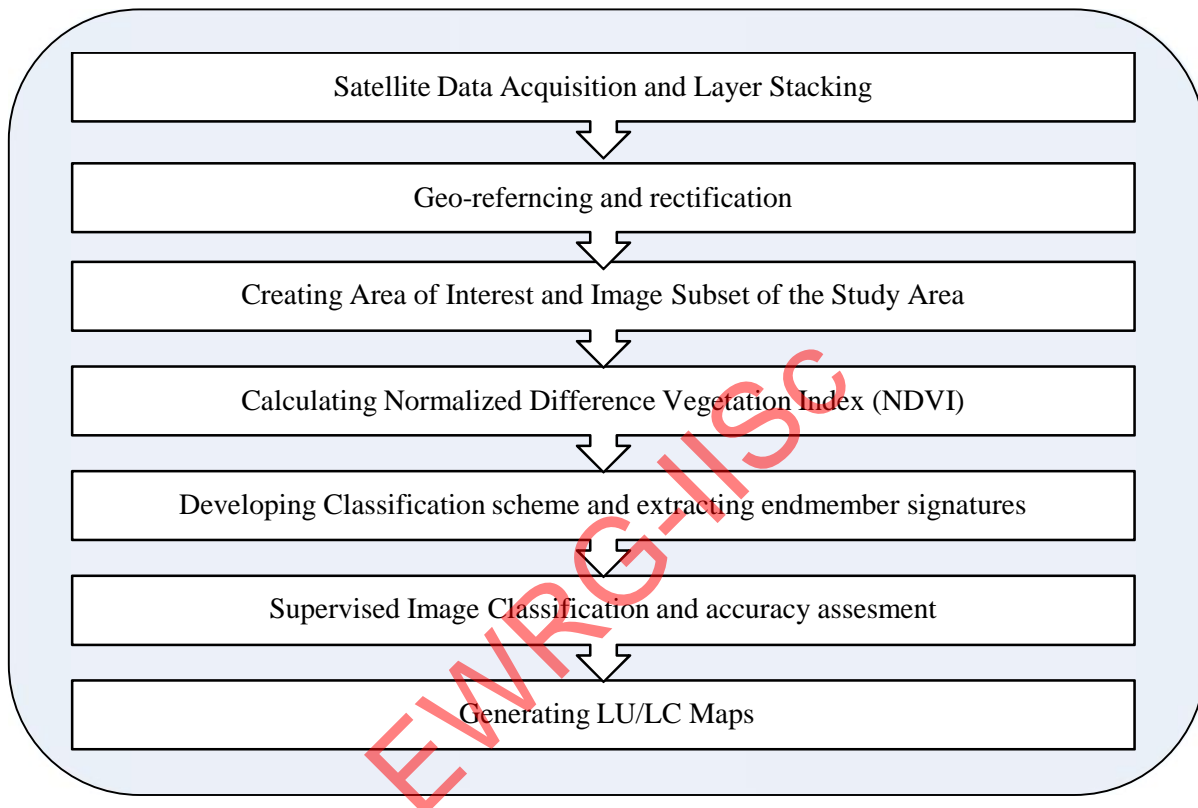 Satellite Data Acquisition and Layer Stacking
Geo-referncing and rectification
Creating Area of Interest and Image Subset of the Study Area
Calculating Normalized Difference Vegetation Index (NDVI)
Developing Classification scheme and extracting endmember signatures
Supervised Image Classification and accuracy assesment
Generating LU/LC Maps
EWRG-IISc